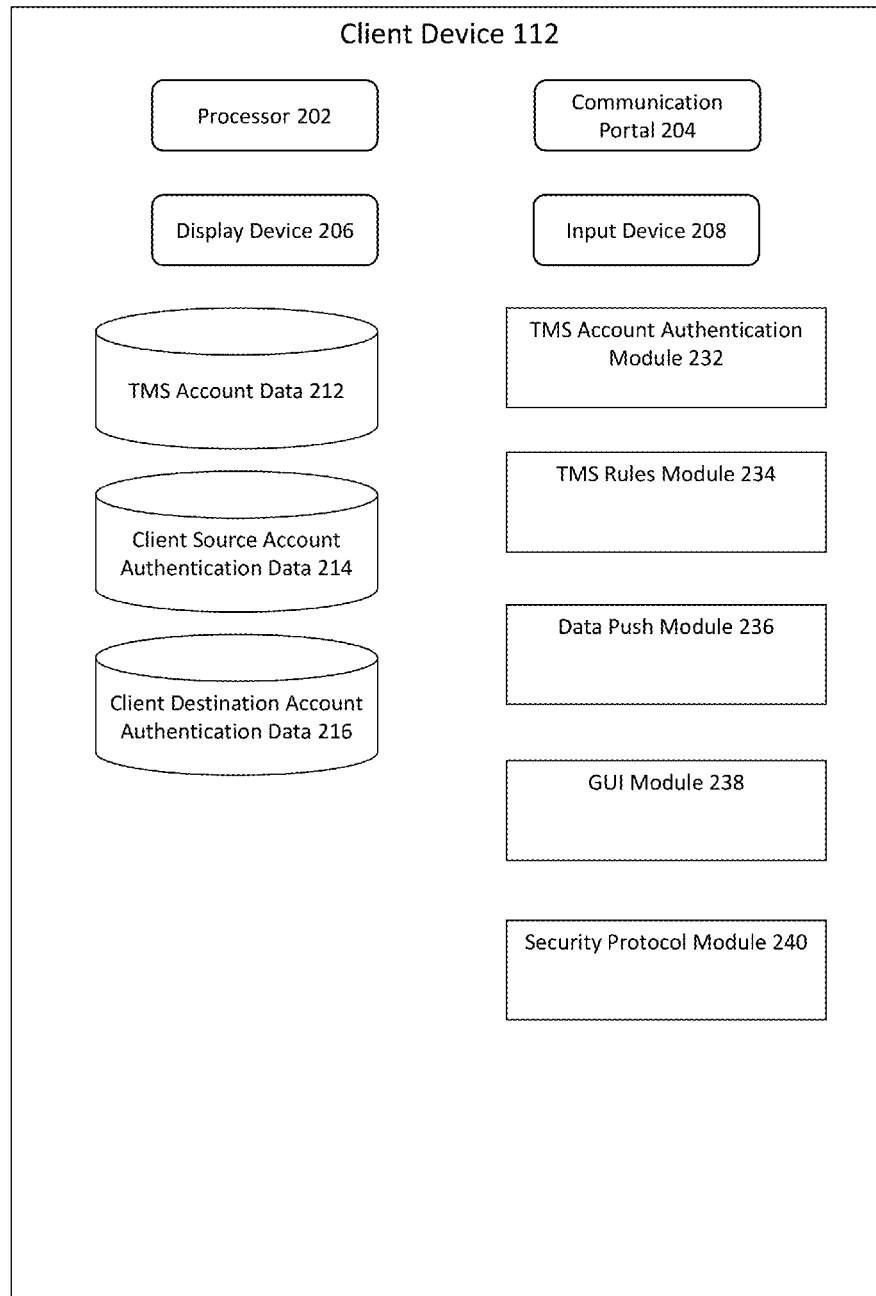 Client Device 112
Processor 202
Communication
Portal 204
Display Device 206
Input Device 208
TMS Account Data 212
Client Source Account
Authentication Data 214
Client Destination Account
Authentication Data 216
TMS Account Authentication
Module 232
TMS Rules Module 234
Data Push Module 236
GUI Module 238
Security Protocol Module 240